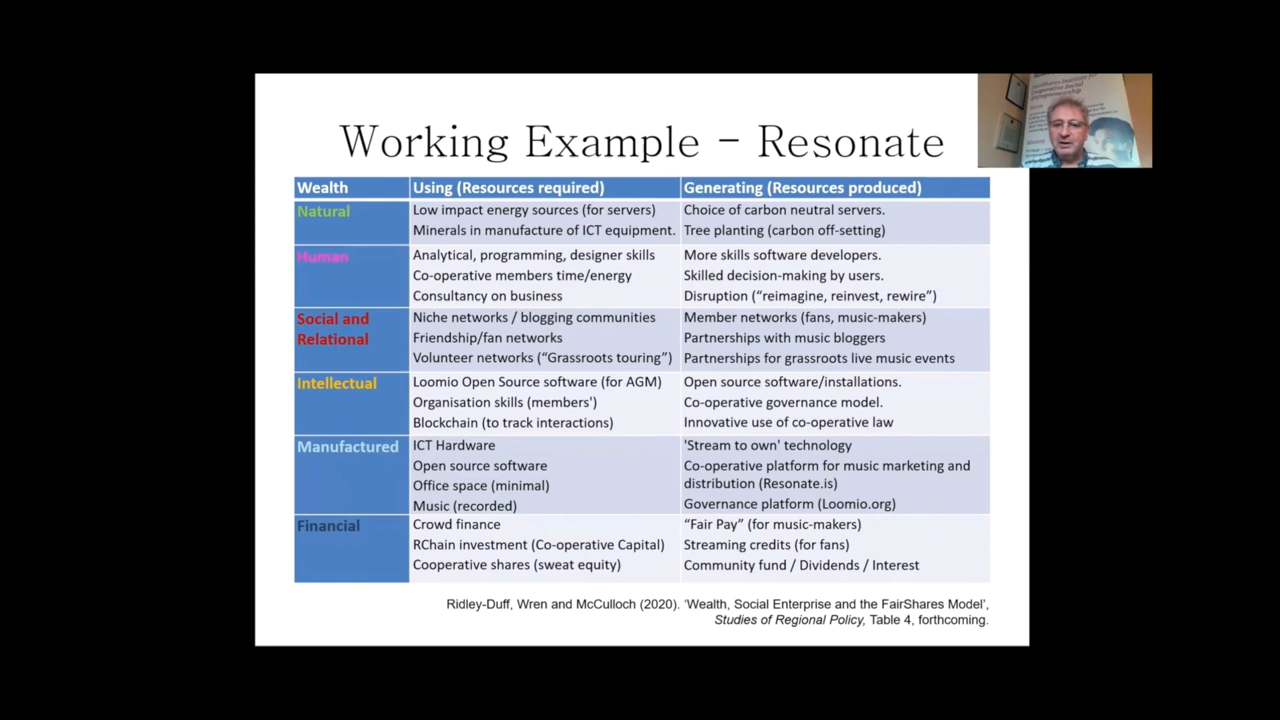 Working Example – Resonate
Wealth
Using (Resources required)
Generating (Resources produced)
Natural
Low impact energy sources (for servers)
Minerals in manufacture of ICT equipment.
Choice of carbon neutral servers.
Tree planting (carbon off-setting)
Human
Analytical, programming, designer skills
Co-operative members time/energy
Consultancy on business
More skills software developers.
Skilled decision-making by users.
Disruption (“reimagine, reinvest, rewire”)
Social and
Relational
Niche networks / blogging communities
Friendship/fan networks
Volunteer networks (“Grassroots touring”)
Member networks (fans, music-makers)
Partnerships with music bloggers
Partnerships for grassroots live music events
Intellectual
Loomio Open Source software (for AGM)
Organisation skills (members')
Blockchain (to track interactions)
Open source software/installations.
Co-operative governance model.
Innovative use of co-operative law
Manufactured
ICT Hardware
Open source software
Office space (minimal)
Music (recorded)
'Stream to own' technology
Co-operative platform for music marketing and
distribution (Resonate.is)
Governance platform (Loomio.org)
Financial
Crowd finance
RChain investment (Co-operative Capital)
Cooperative shares (sweat equity)
“Fair Pay” (for music-makers)
Streaming credits (for fans)
Community fund / Dividends / Interest
Ridley-Duff, Wren and McCulloch (2020). ‘Wealth, Social Enterprise and the FairShares Model’,
Studies of Regional Policy, Table 4, forthcoming.
FairShares Institute for
Cooperative Social
Entrepreneurship